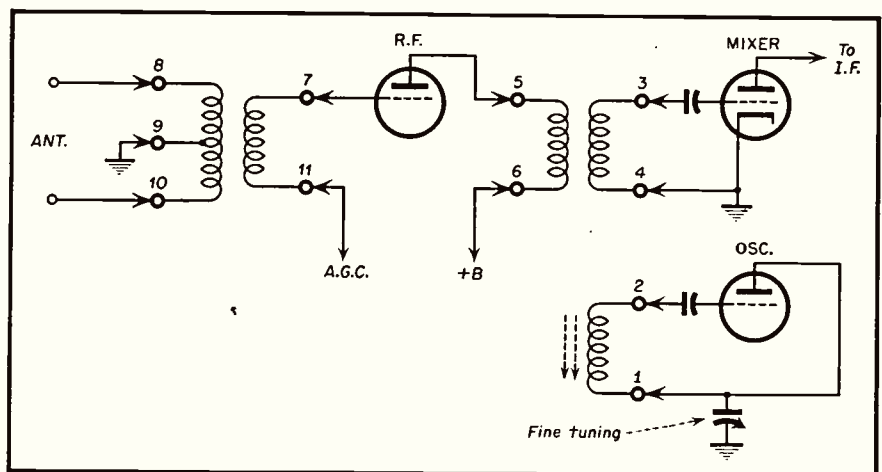 R.F.
MIXER
To
I.F.
8
7
5
3
ANT.
9
10
11
6
4
A.G.C.
+B
OSC.
2
1
Fine tuning